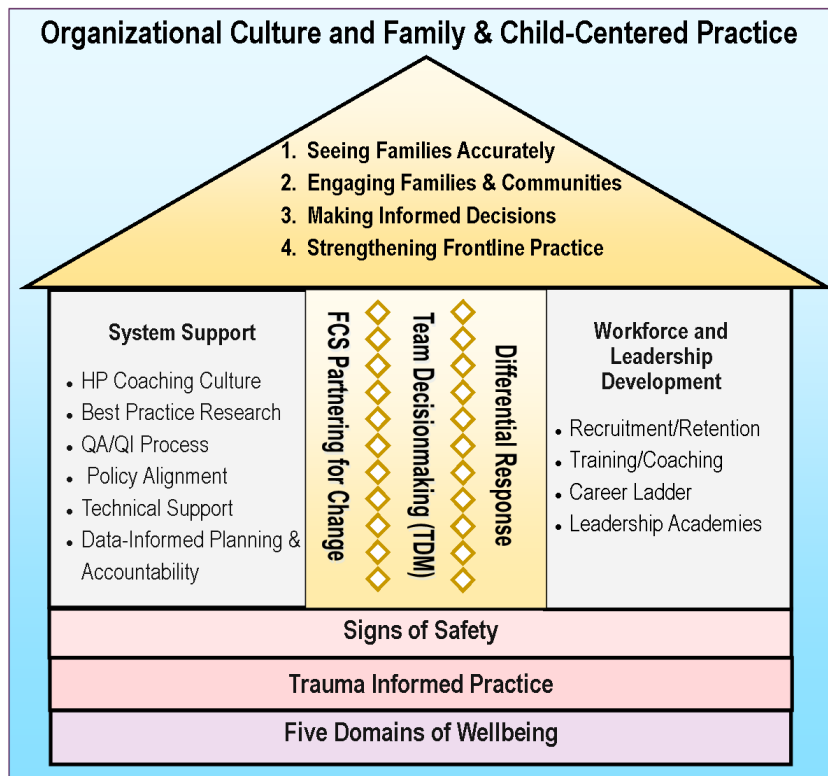 Organizational Culture and Family & Child-Centered Practice
1. Seeing Families Accurately
2. Engaging Families & Communities
3. Making Informed Decisions
4. Strengthening Frontline Practice
System Support
• HP Coaching Culture
• Best Practice Research
• QA/QI Process
• Policy Alignment
• Technical Support
• Data-Informed Planning &
Accountability
FCS Partnering for Change
Team Decisionmaking (TDM)
Differential Response
Workforce and
Leadership
Development
• Recruitment/Retention
• Training/Coaching
• Career Ladder
• Leadership Academies
Signs of Safety
Trauma Informed Practice
Five Domains of Wellbeing